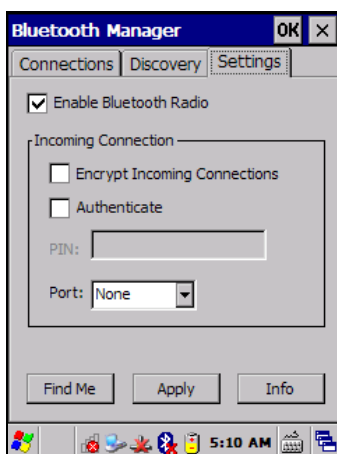 Bluetooth Manager OK ×
Connections Discovery Settings
Enable Bluetooth Radio
Incoming Connection
Encrypt Incoming Connections
Authenticate
PIN:
Port: None
Find Me Apply Info
5:10 AM